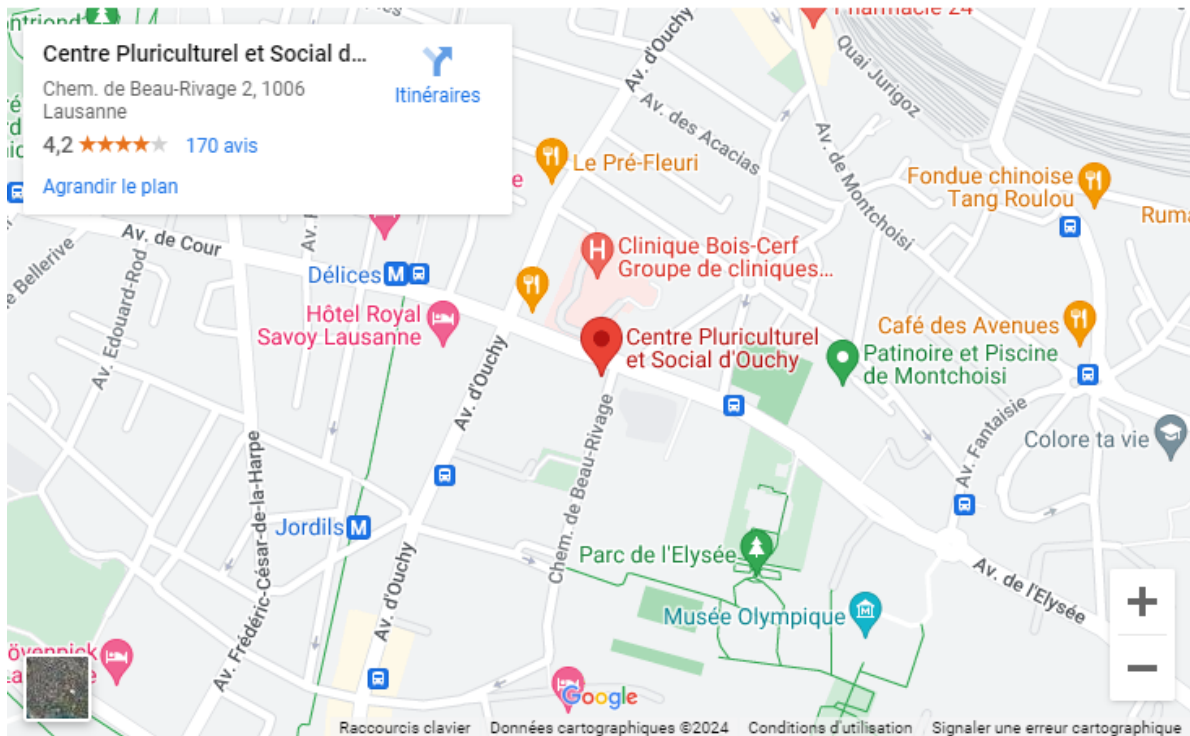 Pharmacie 24
Centre Pluriculturel et Social d...
Chem. de Beau-Rivage 2, 1006
Lausanne
4,2
170 avis
Agrandir le plan
Itinéraires
Av. d'Ouchy
Quai Jurigoz
Av. des Acacias
Av. de Montchoisi
Le Pré-Fleuri
Fondue chinoise
Tang Roulou
Av. de Cour
Bellerive
Av. Edouard-Rod
Délices M
Clinique Bois-Cerf
Groupe de cliniques...
Hôtel Royal
Savoy Lausanne
Centre Pluriculturel
et Social d'Ouchy
Café des Avenues
Patinoire et Piscine
de Montchoisi
Av. d'Ouchy
Av. Fantaisie
Colore ta vie
Av. Frédéric-César-de-la-Harpe
Chem. de Beau-Rivage
Jordils M
Parc de l'Elysée
Av. d'Ouchy
Av. de l'Elysée
Musée Olympique
Google
Raccourcis clavier
Données cartographiques ©2024
Conditions d'utilisation
Signaler une erreur cartographique